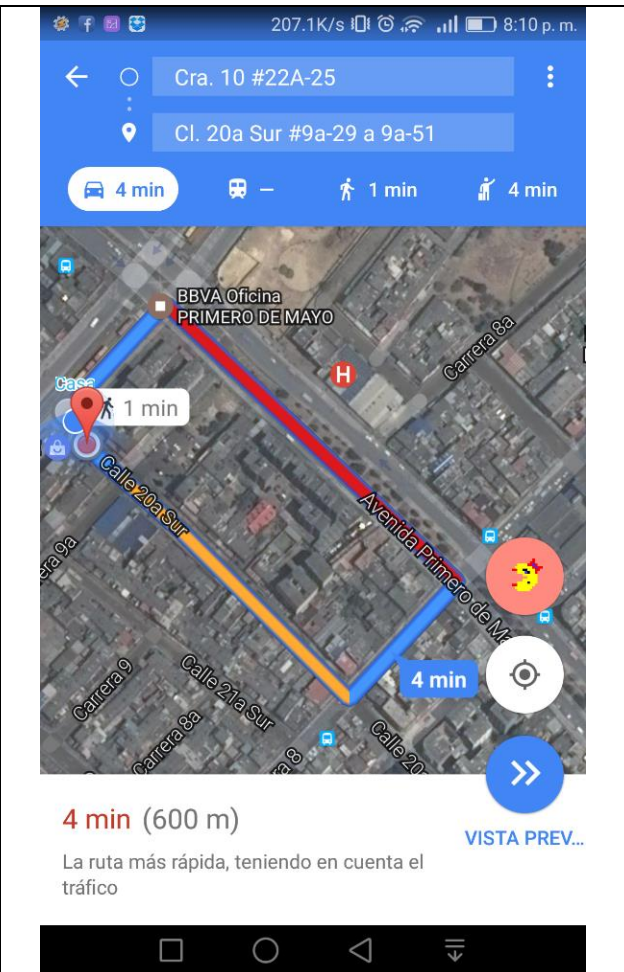 207.1K/s 8:10 p. m.
Cra. 10 #22A-25
Cl. 20a Sur #9a-29 a 9a-51
4 min – 1 min 4 min
BBVA Oficina
PRIMERO DE MAYO
Carrera 8a
H
Casa
1 min
Calle 20a Sur
Avenida Primero de M
era 9a
Carrera 9
Calle 21a Sur
Carrera 8a
a 8
Calle 20
4 min
4 min (600 m)
VISTA PREV...
La ruta más rápida, teniendo en cuenta el
tráfico